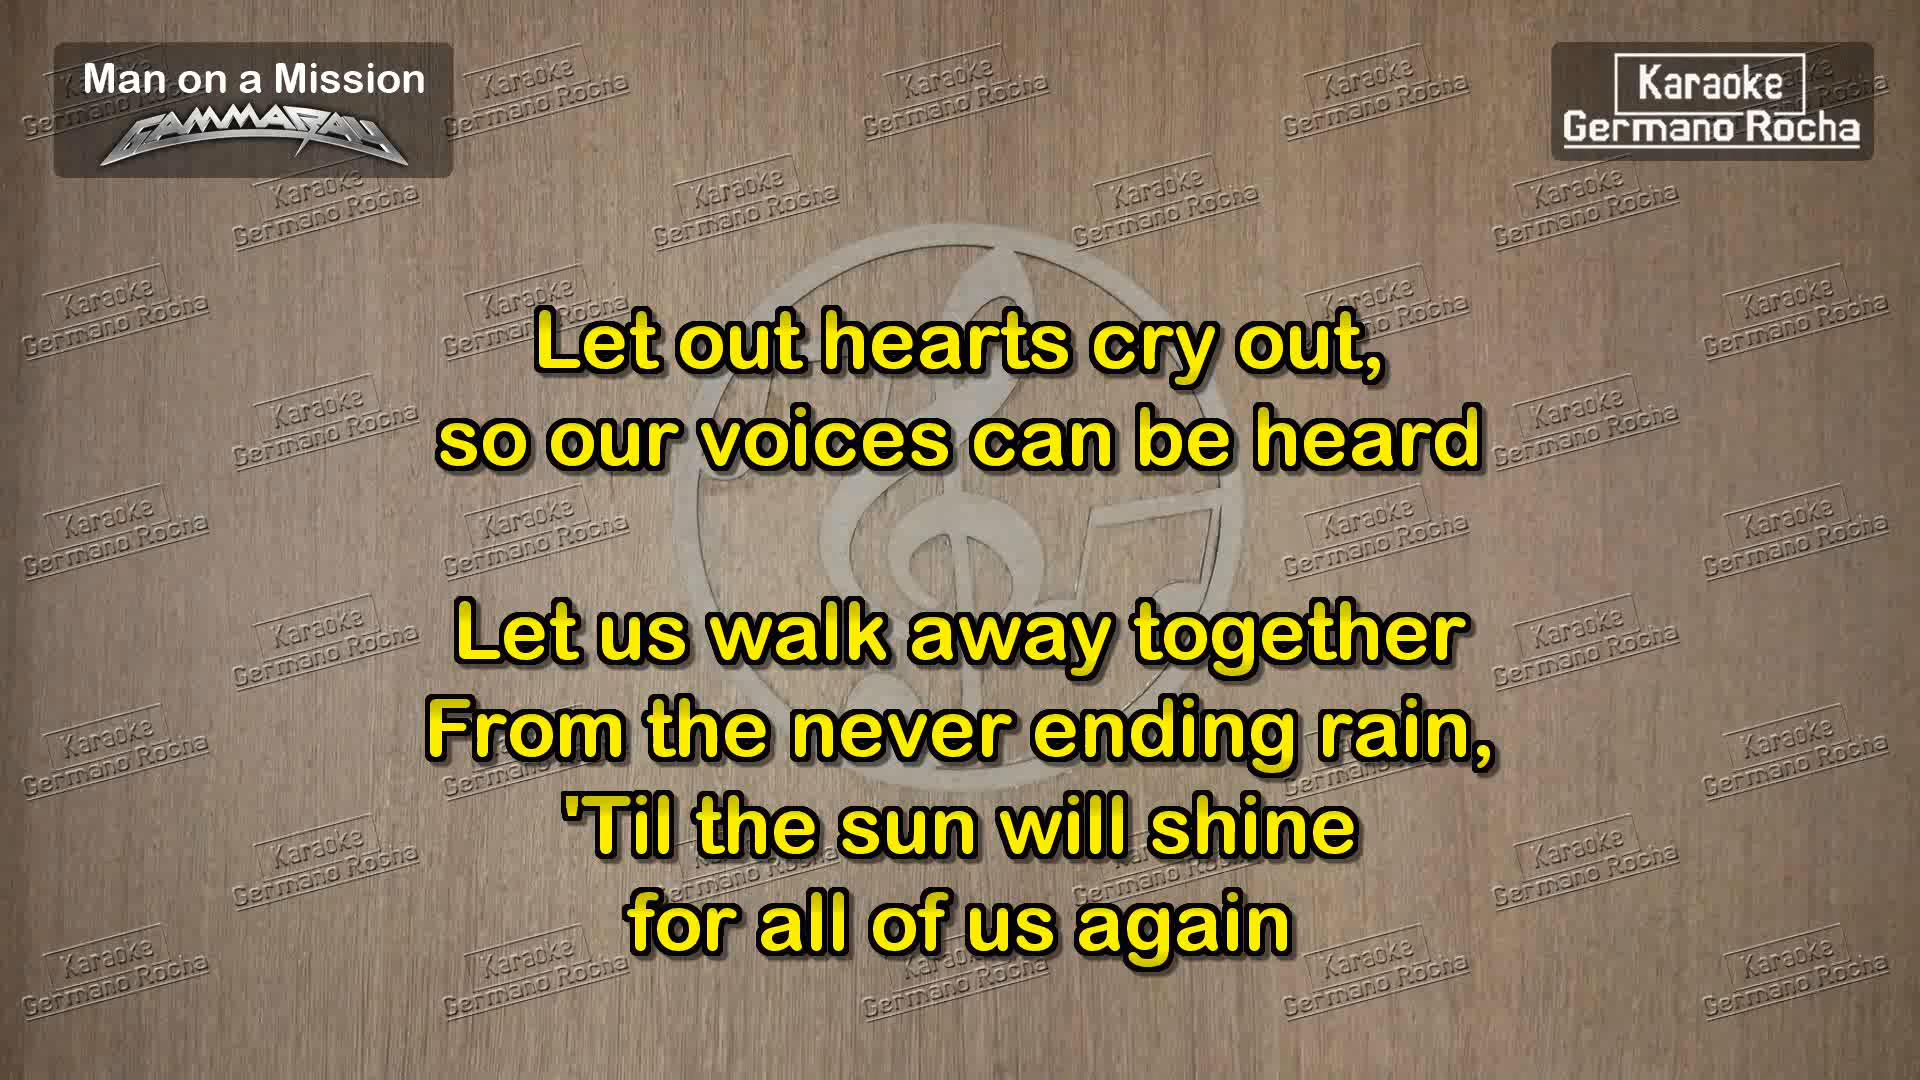 Man on a Mission
GAMMARAY
Karaoke
Germano Rocha
Let out hearts cry out,
so our voices can be heard
Let us walk away together
From the never ending rain,
'Til the sun will shine
for all of us again